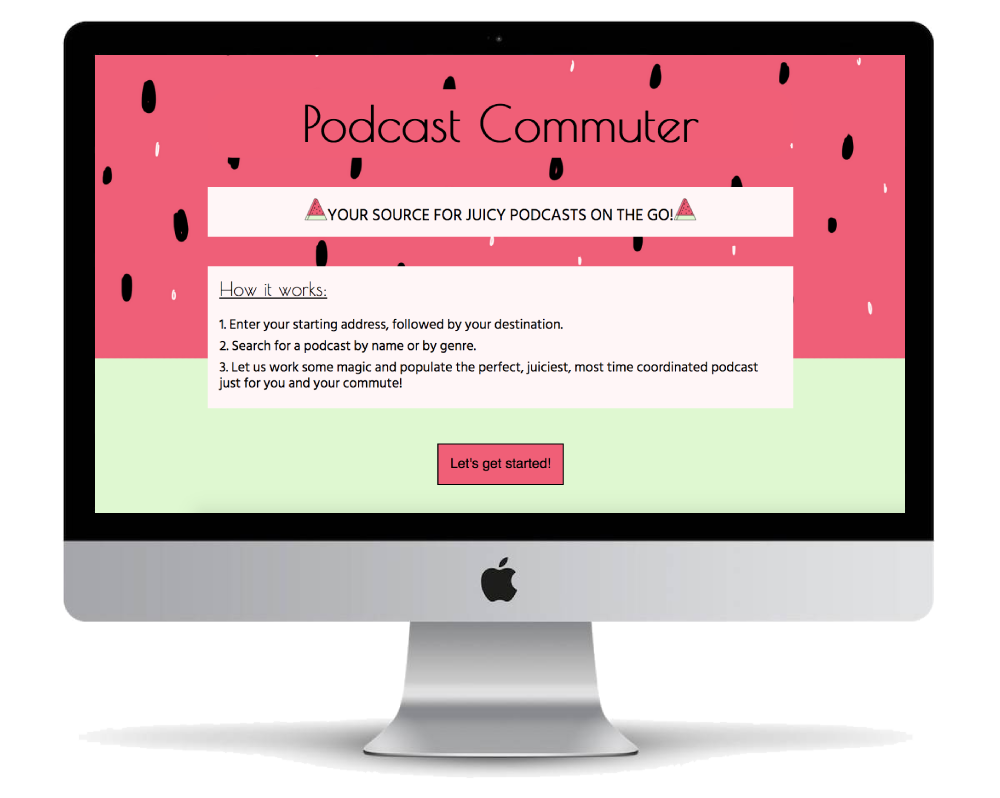 Podcast Commuter
YOUR SOURCE FOR JUICY PODCASTS ON THE GO!
How it works:
1. Enter your starting address, followed by your destination.
2. Search for a podcast by name or by genre.
3. Let us work some magic and populate the perfect, juiciest, most time coordinated podcast
just for you and your commute!
Let's get started!